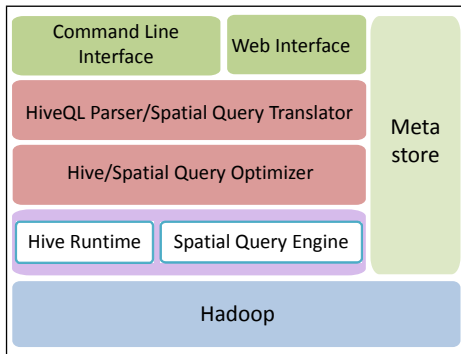 Command Line
Interface
Web Interface
HiveQL Parser/Spatial Query Translator
Meta
store
Hive/Spatial Query Optimizer
Hive Runtime
Spatial Query Engine
Hadoop